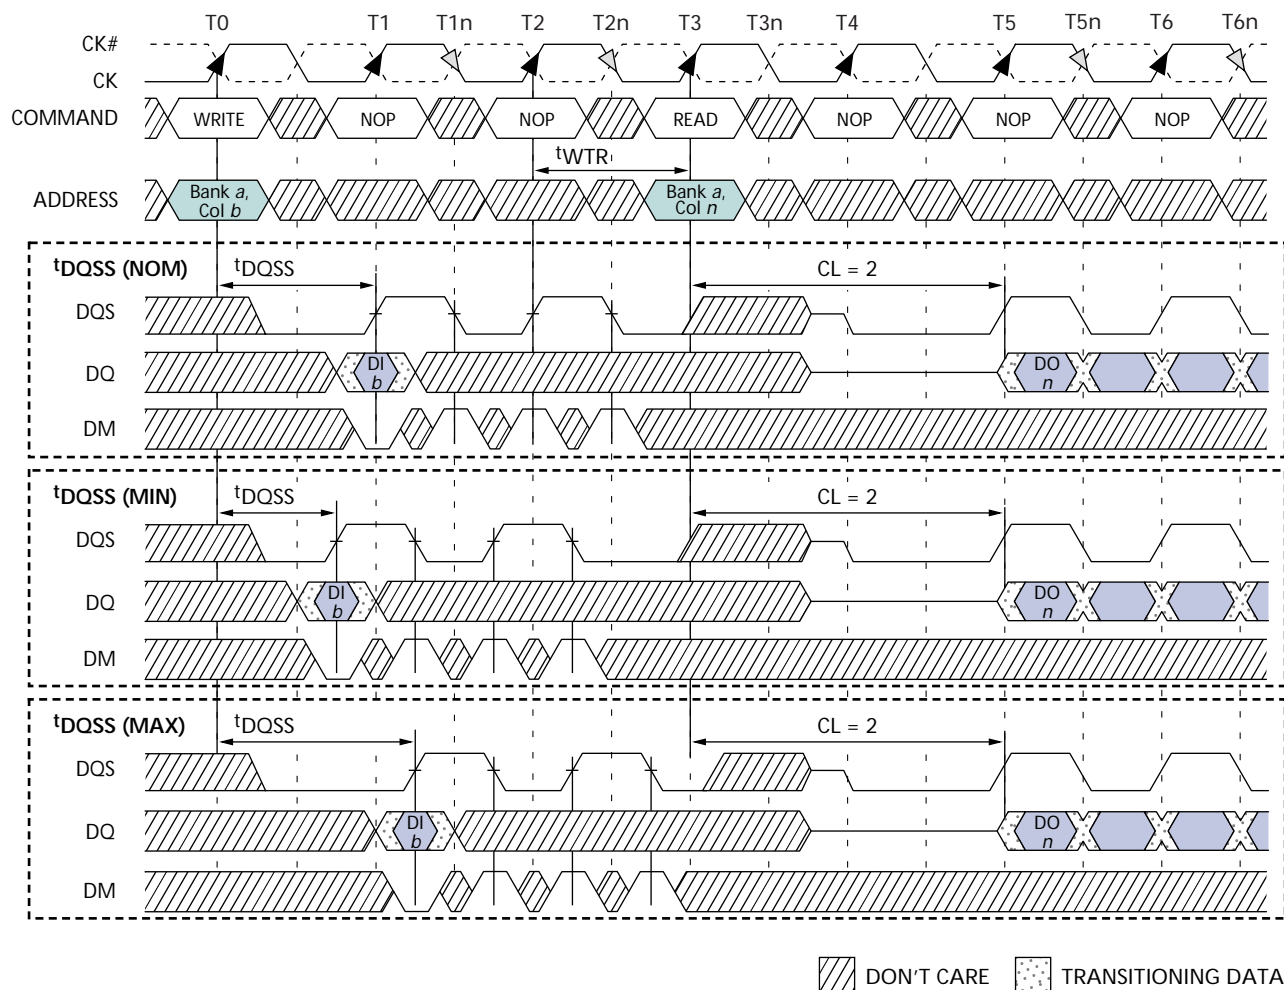 T0 T1 T1n T2 T2n T3 T3n T4 T5 T5n T6 T6n
CK#
CK
COMMAND WRITE NOP NOP READ NOP NOP NOP
tWTR
ADDRESS Bank a, Col b Bank a, Col n
tDQSS (NOM) tDQSS CL = 2
DQS
DQ DI b DO n
DM
tDQSS (MIN) tDQSS CL = 2
DQS
DQ DI b DO n
DM
tDQSS (MAX) tDQSS CL = 2
DQS
DQ DI b DO n
DM
DON'T CARE TRANSITIONING DATA